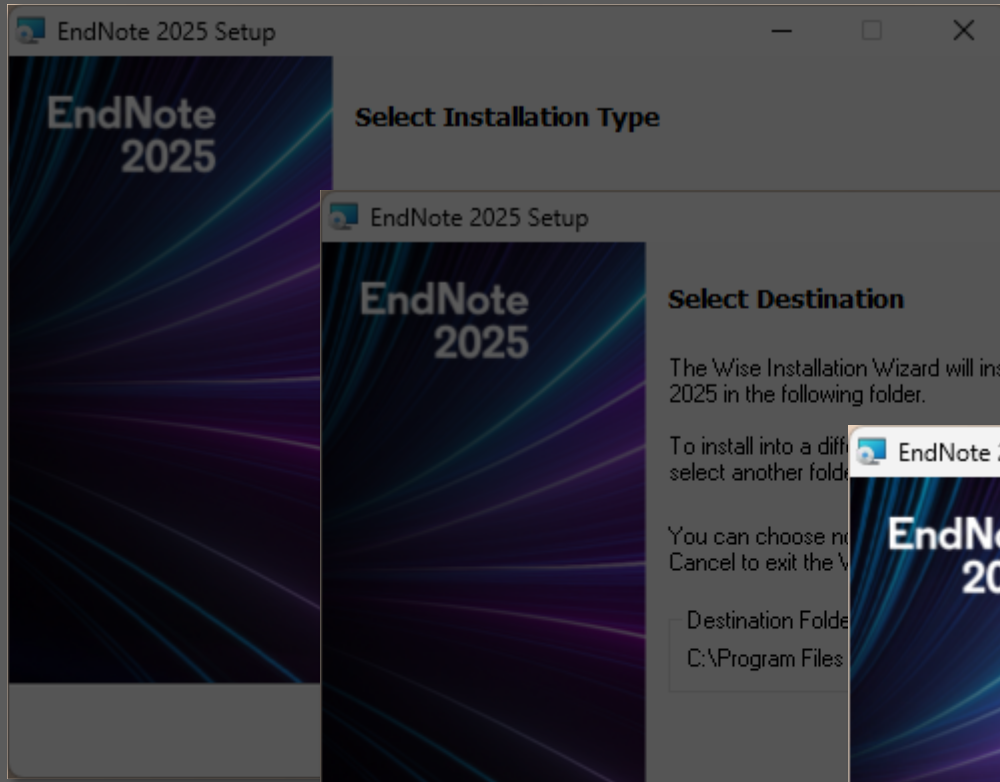 EndNote 2025 Setup
EndNote
2025
Select Installation Type
EndNote 2025 Setup
EndNote
2025
Select Destination
The Wise Installation Wizard will
2025 in the following folder.
To install into a
select another
You can choose
Cancel to exit the
Destination
C:\Program Files
EndNote